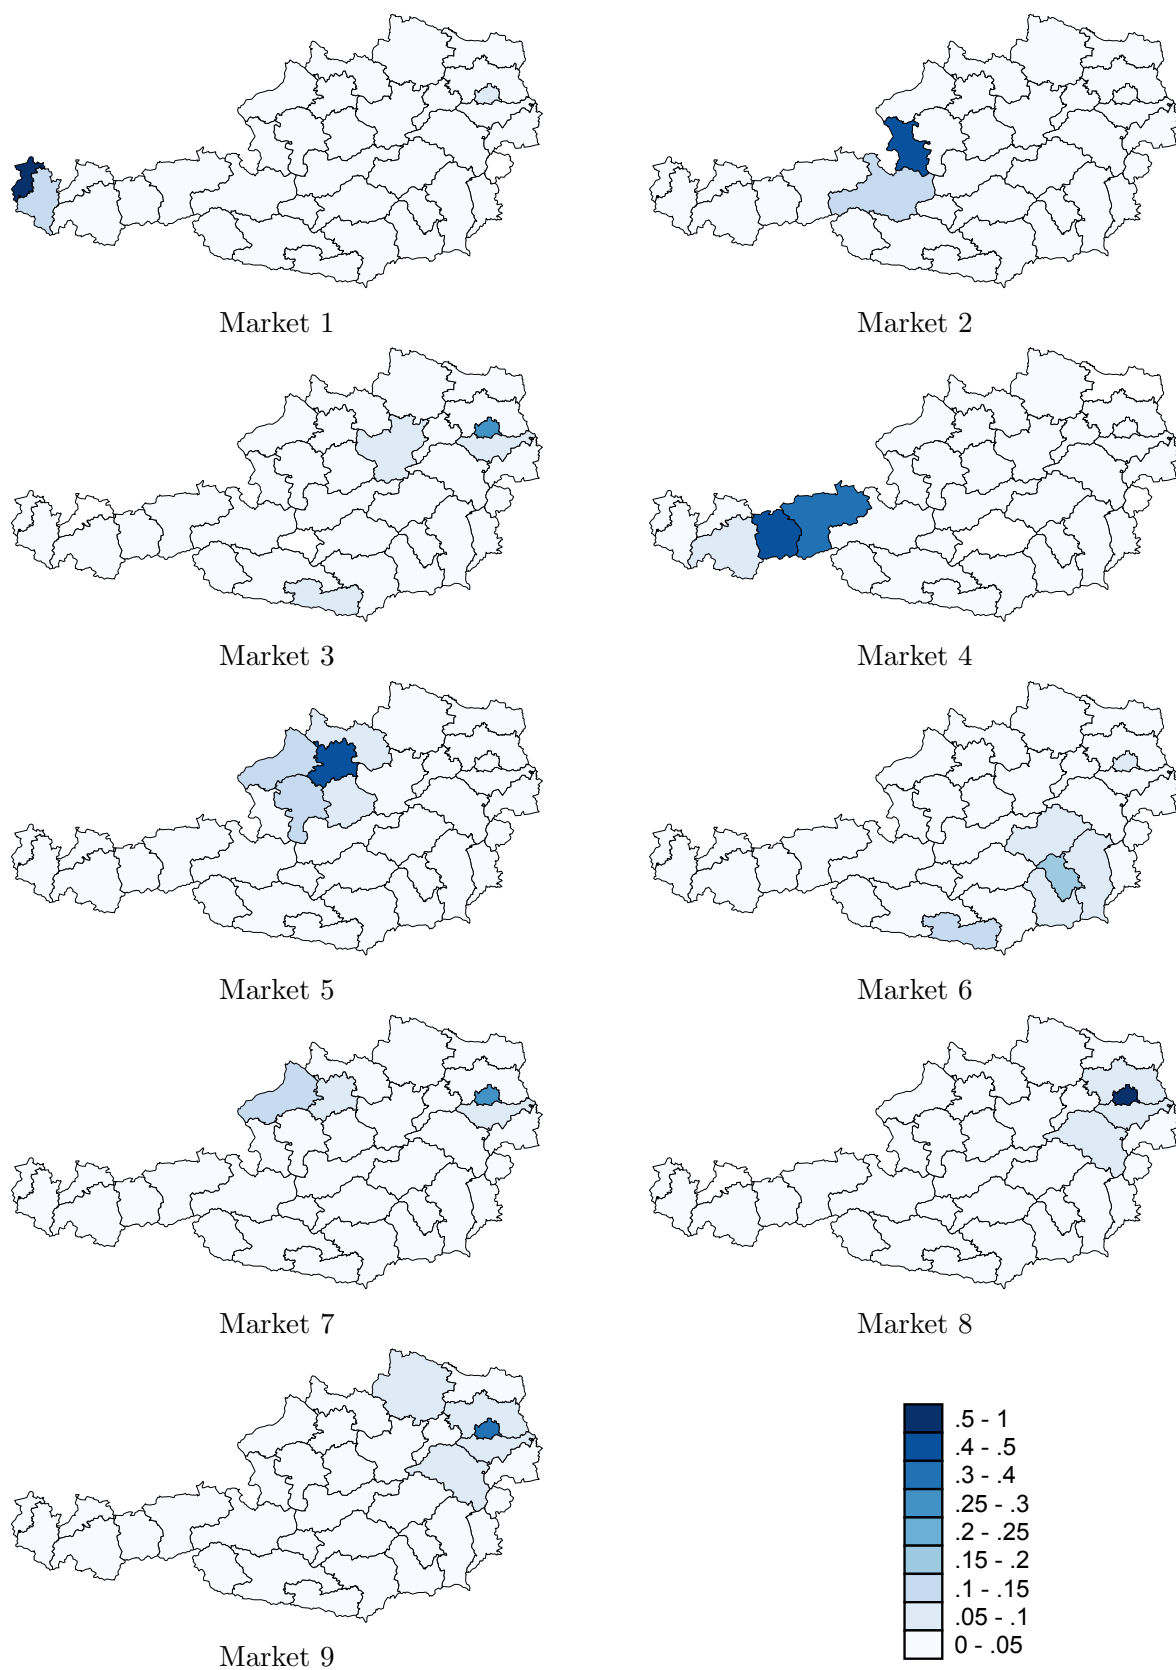 Market 1
Market 2
Market 3
Market 4
Market 5
Market 6
Market 7
Market 8
Market 9
.5 - 1
.4 - .5
.3 - .4
.25 - .3
.2 - .25
.15 - .2
.1 - .15
.05 - .1
0 - .05